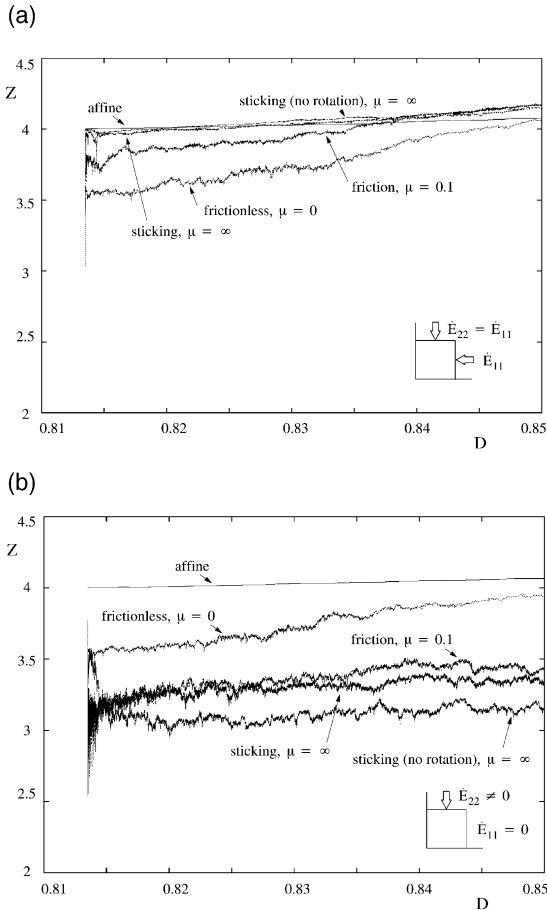 (a)
4.5
Z
affine
sticking (no rotation), μ = ∞
4
3.5
friction, μ = 0.1
frictionless, μ = 0
sticking, μ = ∞
3
2.5
Ė22 = Ė11
Ė11
2
0.81 0.82 0.83 0.84 0.85
D
(b)
4.5
Z
affine
4
frictionless, μ = 0
3.5
friction, μ = 0.1
3
sticking, μ = ∞
sticking (no rotation), μ = ∞
2.5
Ė22 ≠ 0
Ė11 = 0
2
0.81 0.82 0.83 0.84 0.85
D